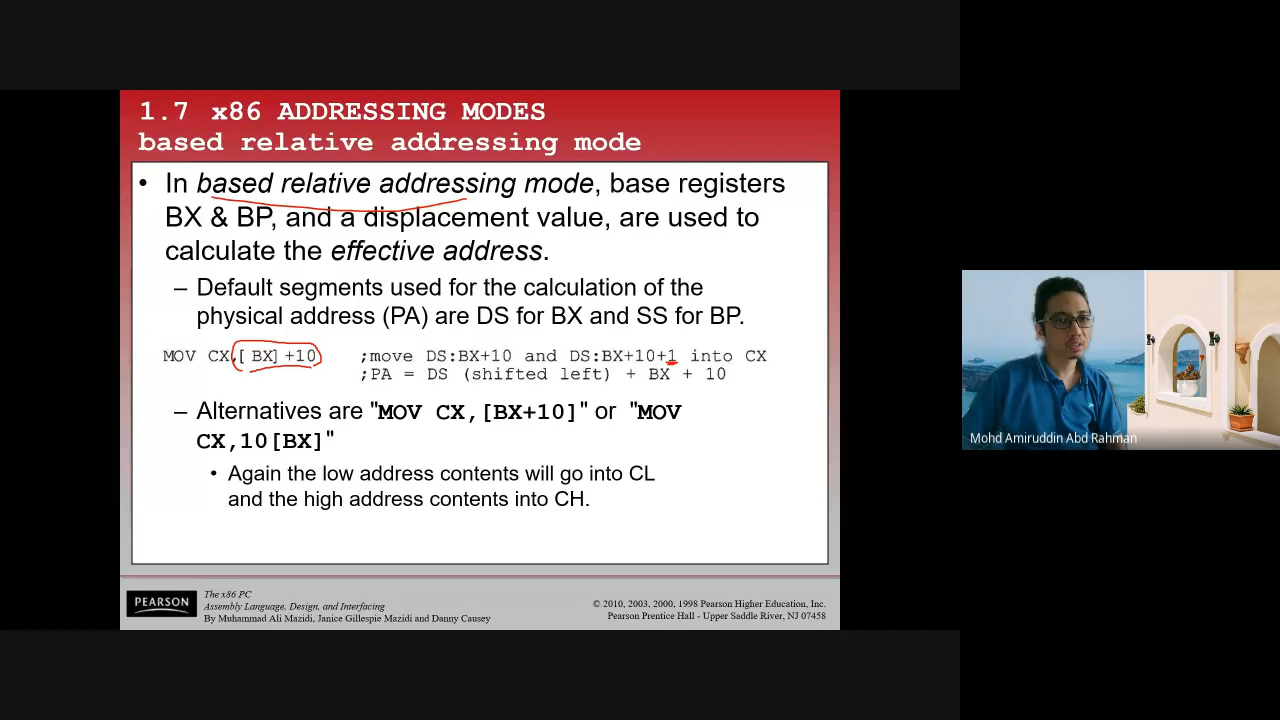 1.7 x86 ADDRESSING MODES
based relative addressing mode
• In based relative addressing mode, base registers
BX & BP, and a displacement value, are used to
calculate the effective address.
– Default segments used for the calculation of the
physical address (PA) are DS for BX and SS for BP.
MOV CX,[ BX] +10 ;move DS:BX+10 and DS:BX+10+1 into CX
;PA = DS (shifted left) + BX + 10
– Alternatives are "MOV CX,[BX+10]" or "MOV
CX,10[BX]"
• Again the low address contents will go into CL
and the high address contents into CH.
PEARSON
The x86 PC
Assembly Language, Design, and Interfacing
By Muhammad Ali Mazidi, Janice Gillespie Mazidi and Danny Causey
© 2010, 2003, 2000, 1998 Pearson Higher Education, Inc.
Pearson Prentice Hall - Upper Saddle River, NJ 07458
Mohd Amiruddin Abd Rahman